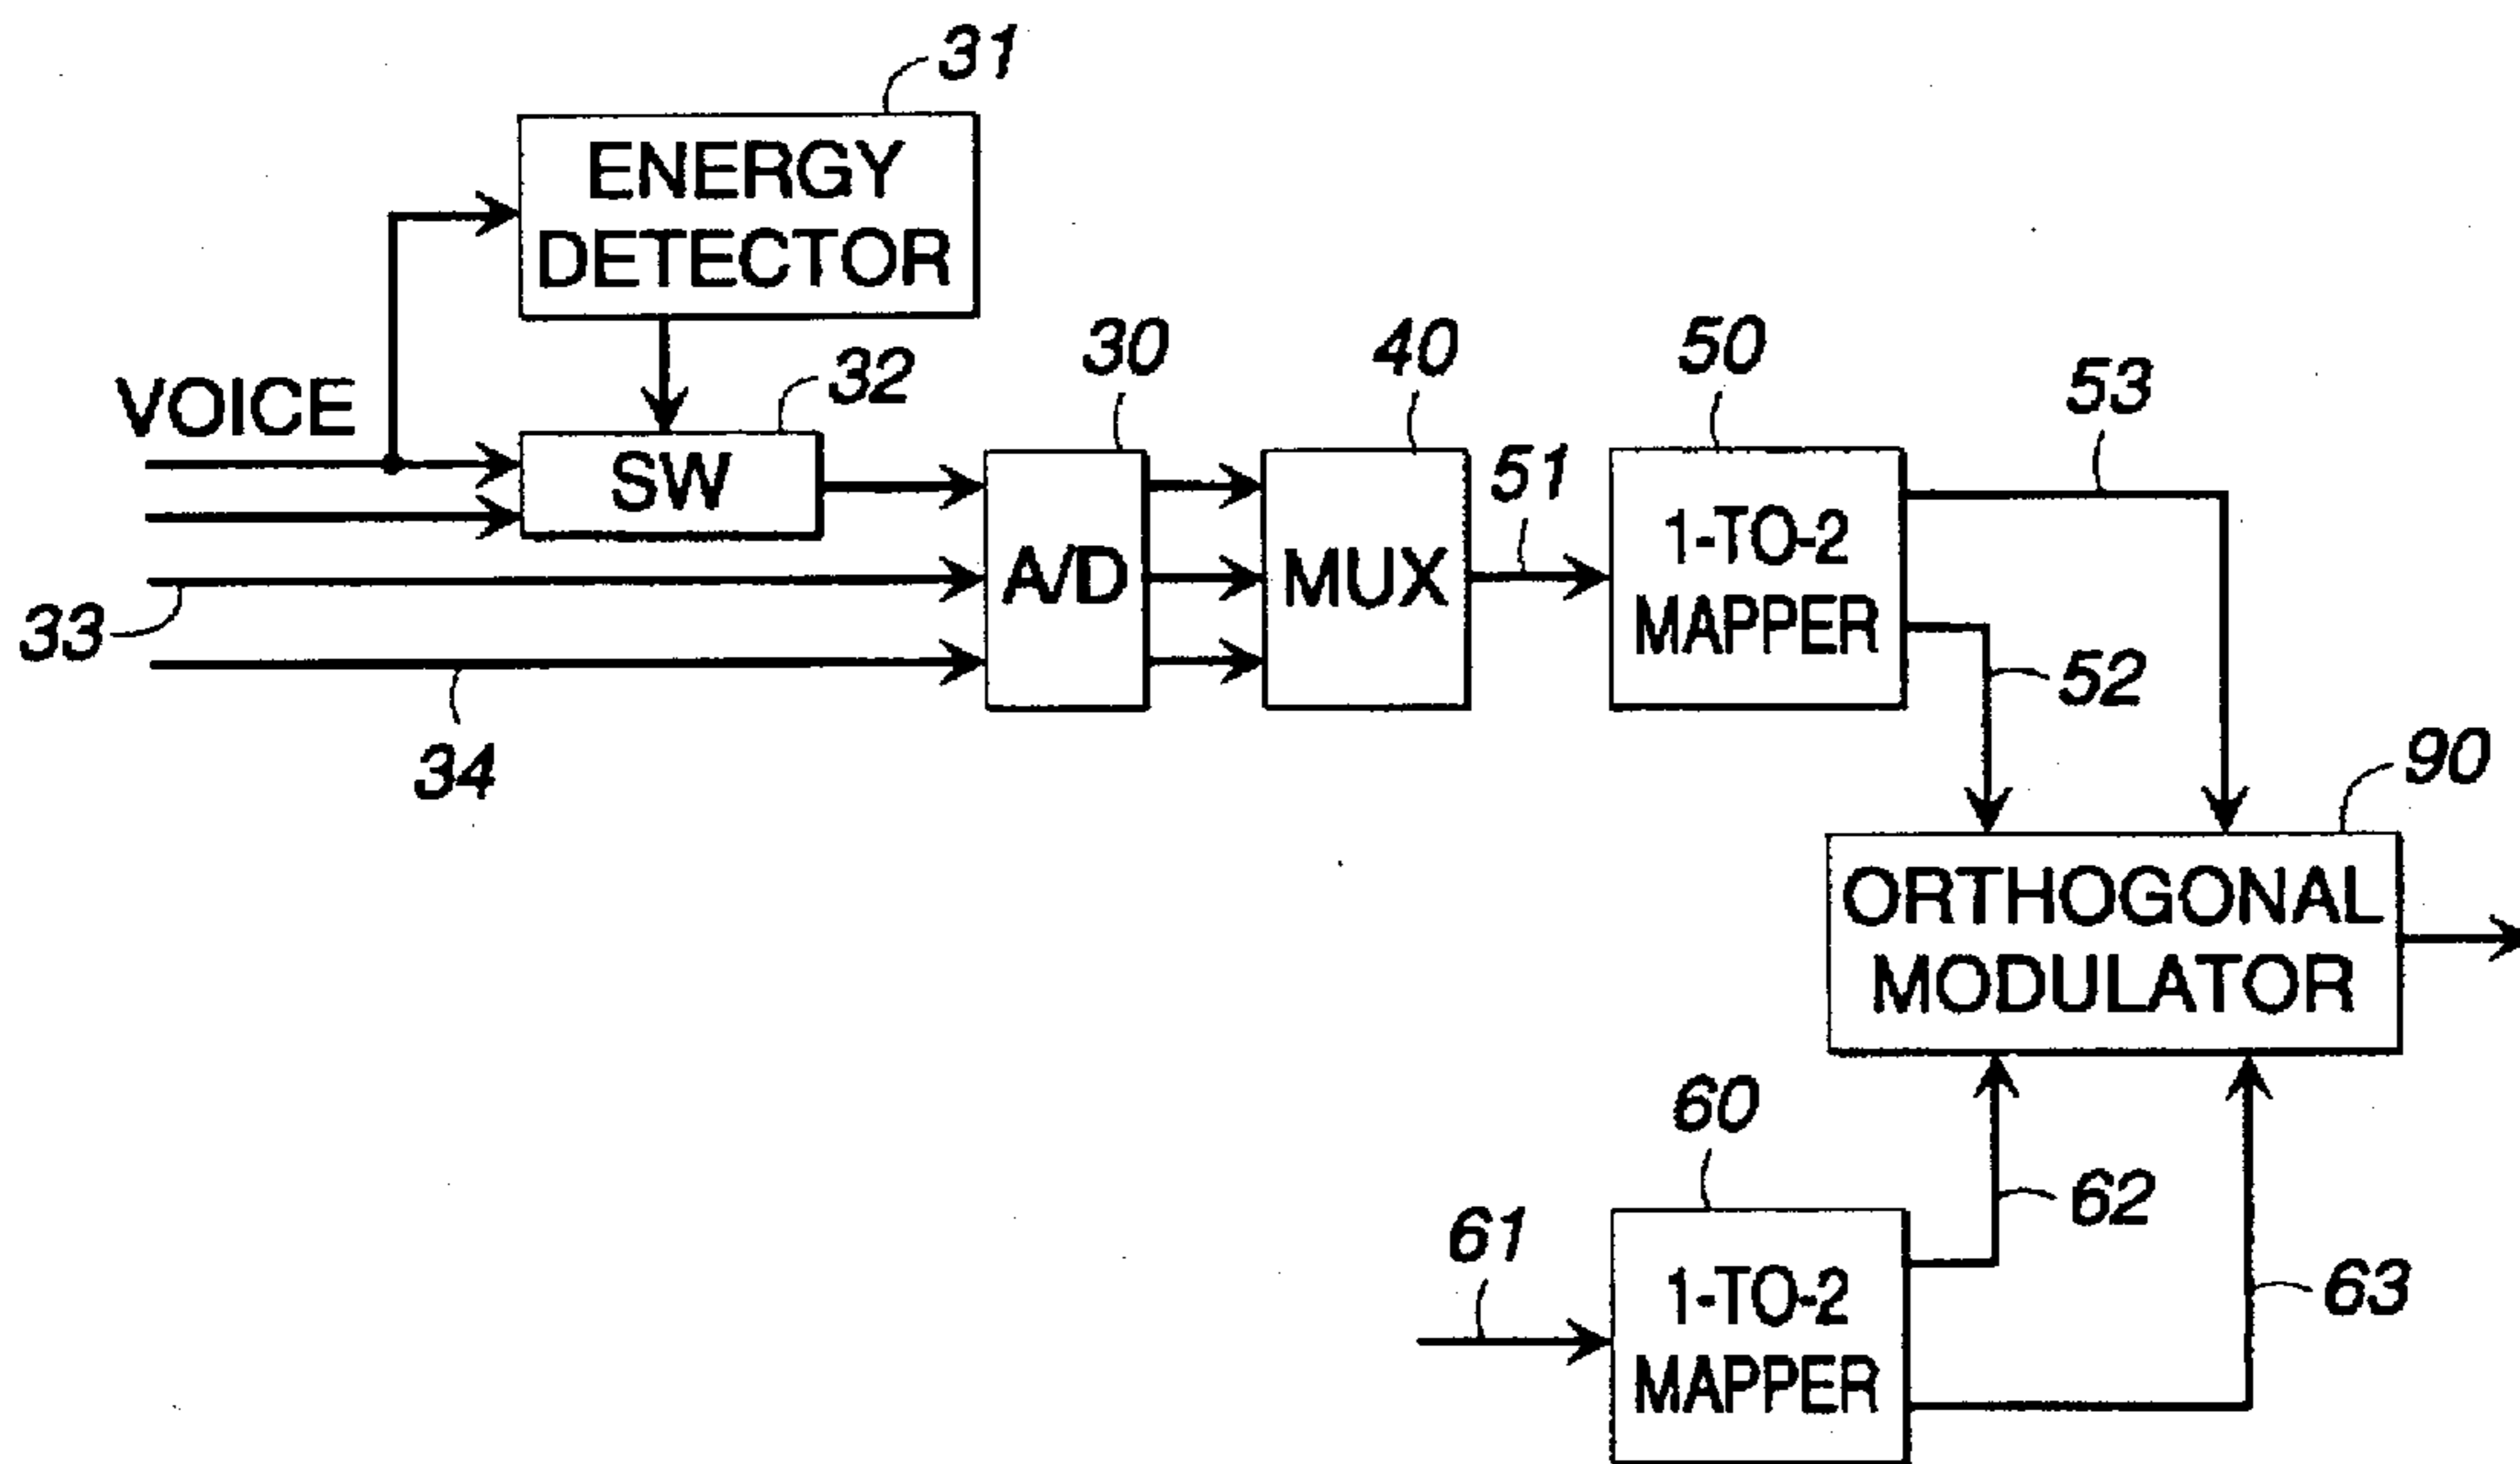 31
ENERGY
DETECTOR
VOICE
32
SW
30
A/D
40
MUX
51
50
1-TO-2
MAPPER
53
52
33
34
90
ORTHOGONAL
MODULATOR
60
61
1-TO-2
MAPPER
62
63